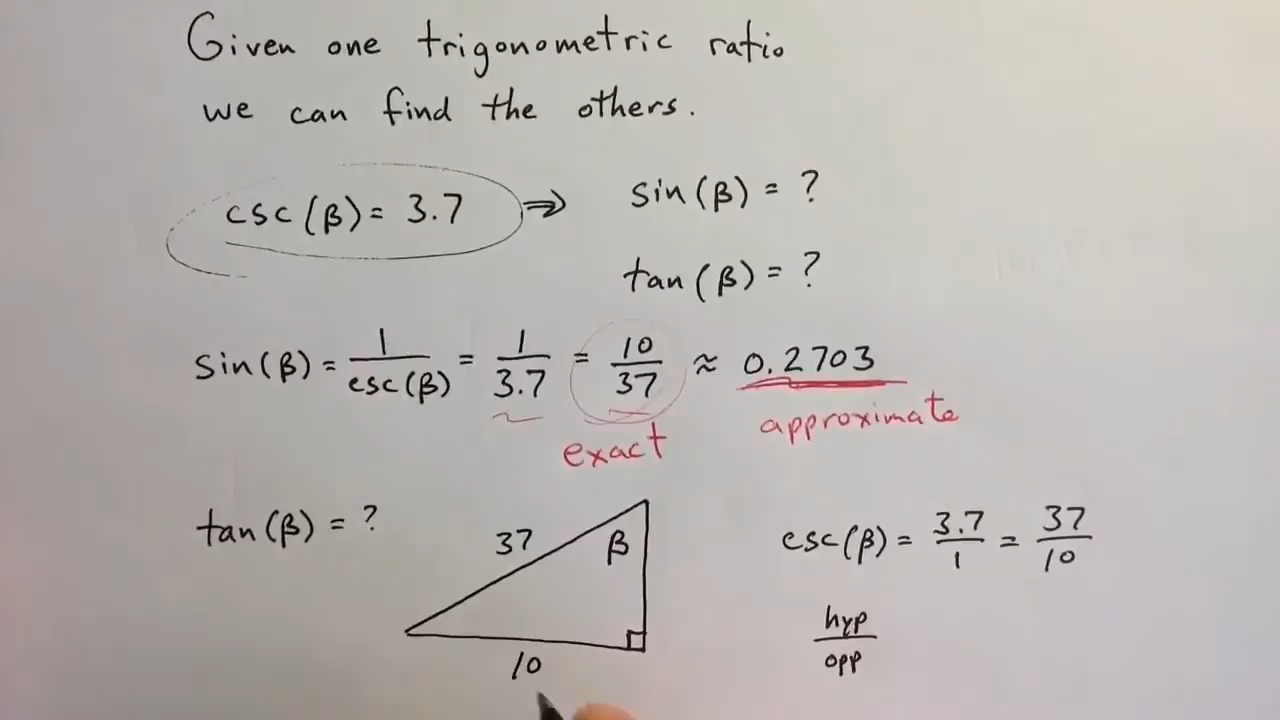 Given one trigonometric ratio
we can find the others.
csc(β) = 3.7 ⇒ sin(β) = ?
tan(β) = ?
sin(β) = 1/csc(β) = 1/3.7 = 10/37 ≈ 0.2703
exact approximate
tan(β) = ? 37 β csc(β) = 3.7/1 = 37/10
hyp/opp
10